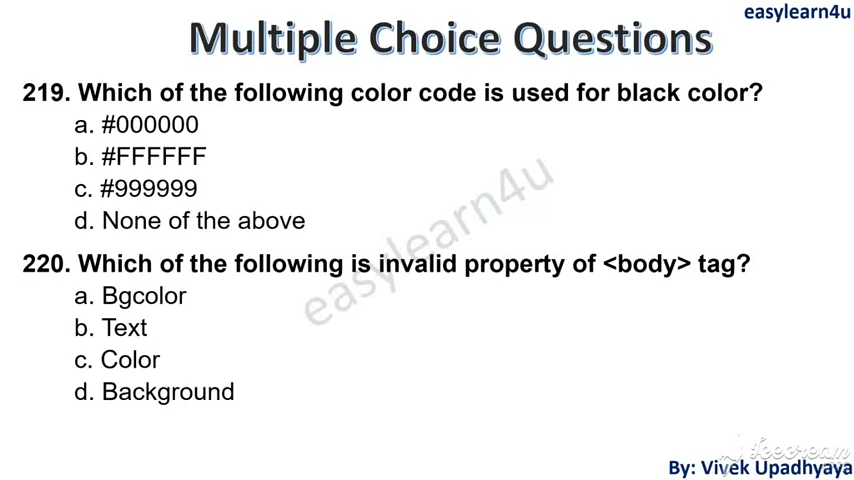 easylearn4u
Multiple Choice Questions
219. Which of the following color code is used for black color?
a. #000000
b. #FFFFFF
c. #999999
d. None of the above
easylearn4u
220. Which of the following is invalid property of <body> tag?
a. Bgcolor
b. Text
c. Color
d. Background
Icecream
By: Vivek Upadhyaya